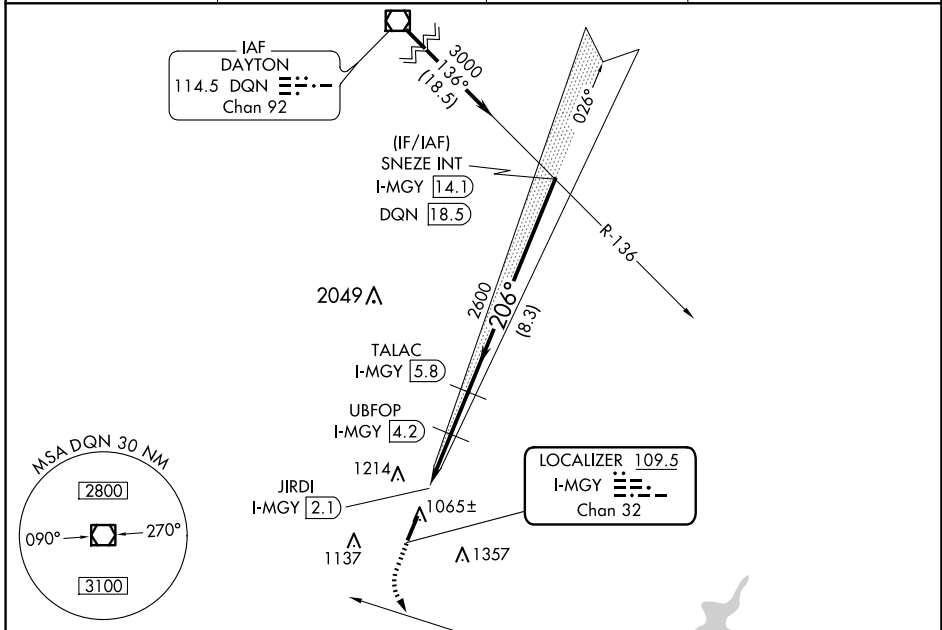 IAF
DAYTON
114.5 DQN
Chan 92
3000
136°
(18.5)
026°
(IF/IAF)
SNEZE INT
I-MGY 14.1
DQN 18.5
R-136
2049
2600
206°
(8.3)
TALAC
I-MGY 5.8
UBFOP
I-MGY 4.2
MSA DQN 30 NM
2800
090°
270°
3100
1214
JIRDI
I-MGY 2.1
1065±
1137
1357
LOCALIZER 109.5
I-MGY
Chan 32